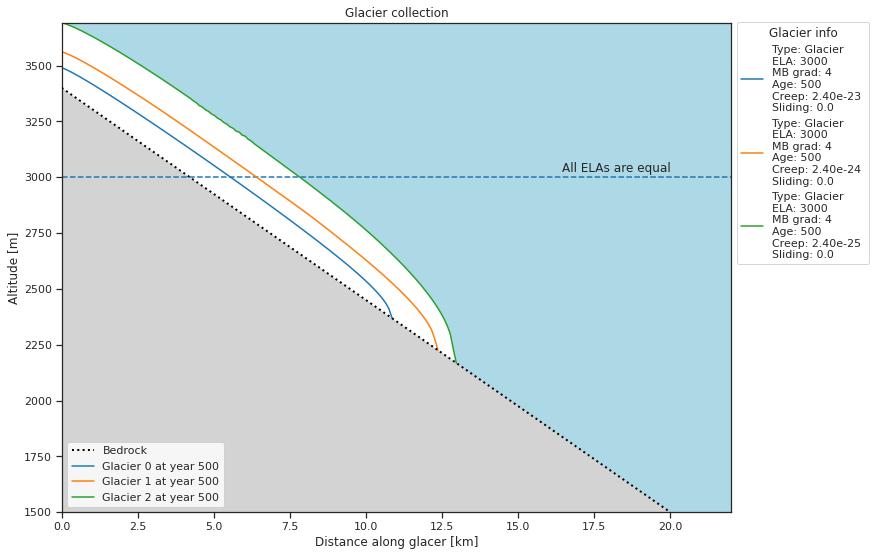 Glacier collection
Altitude [m]
3500
3250
3000
2750
2500
2250
2000
1750
1500
All ELAs are equal
Bedrock
Glacier 0 at year 500
Glacier 1 at year 500
Glacier 2 at year 500
0.0 2.5 5.0 7.5 10.0 12.5 15.0 17.5 20.0
Distance along glacer [km]
Glacier info
Type: Glacier
ELA: 3000
MB grad: 4
Age: 500
Creep: 2.40e-23
Sliding: 0.0
Type: Glacier
ELA: 3000
MB grad: 4
Age: 500
Creep: 2.40e-24
Sliding: 0.0
Type: Glacier
ELA: 3000
MB grad: 4
Age: 500
Creep: 2.40e-25
Sliding: 0.0